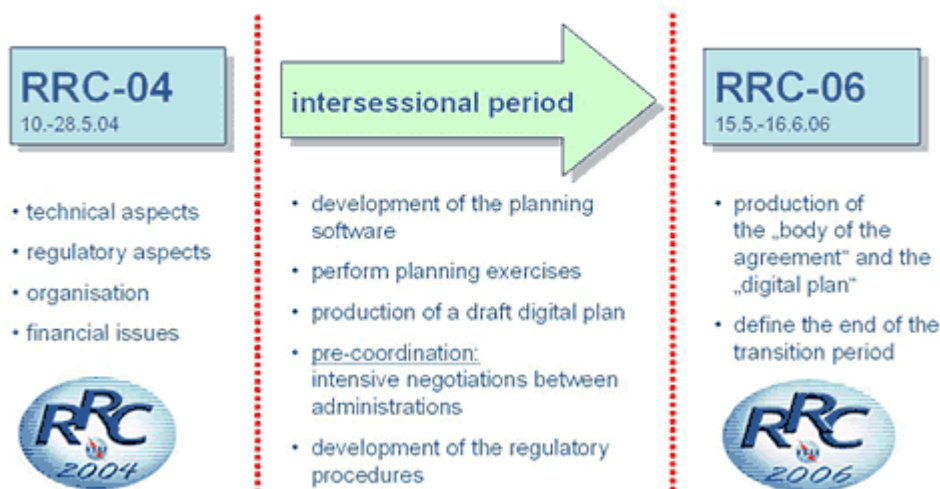 RRC-04
10.-28.5.04
• technical aspects
• regulatory aspects
• organisation
• financial issues
RRC
2004
intersessional period
• development of the planning
software
• perform planning exercises
• production of a draft digital plan
• pre-coordination:
intensive negotiations between
administrations
• development of the regulatory
procedures
RRC-06
15.5.-16.6.06
• production of
the „body of the
agreement“ and the
„digital plan“
• define the end of the
transition period
RRC
2006